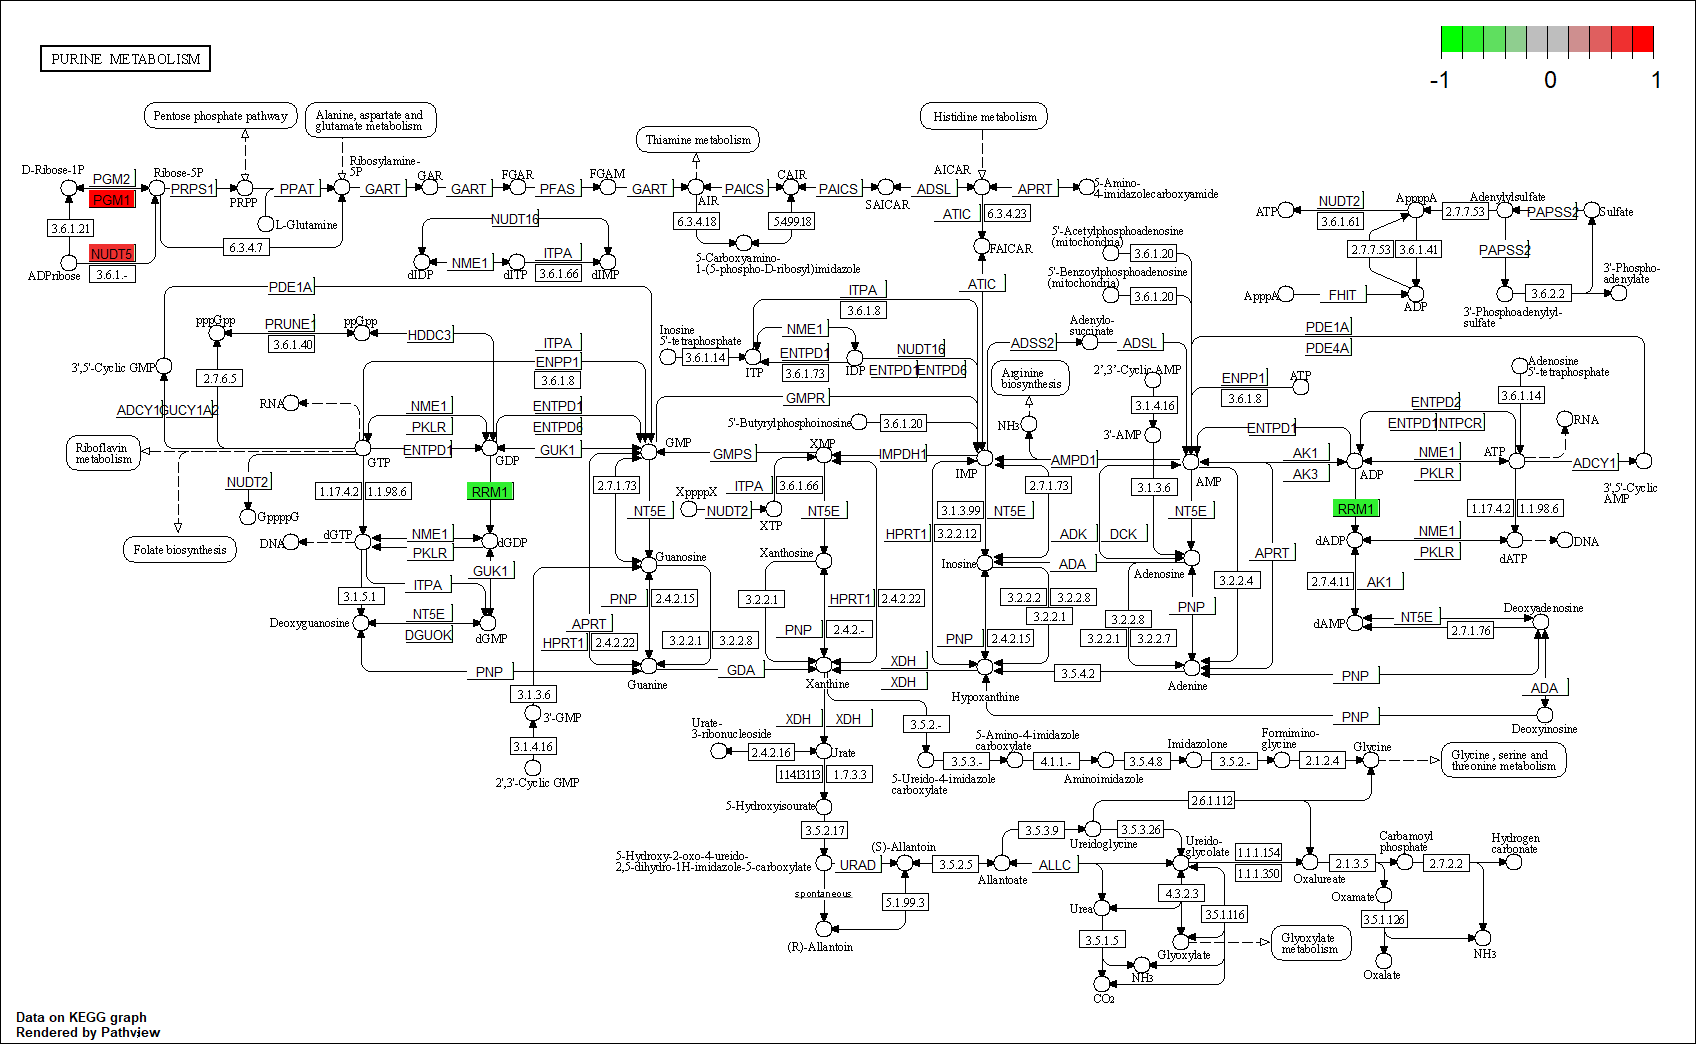 PURINE METABOLISM
-1
0
1
Pentose phosphate pathway
Alanine, aspartate and
glutamate metabolism
Thiamine metabolism
Histidine metabolism
D-Ribose-1P
PGM2
PGM1
Ribose-5P
PRPS1
PRPP
PPAT
Ribosylamine-
5P
GART
GAR
GART
FGAR
PFAS
FGAM
GART
AIR
PAICS
CAIR
PAICS
SAICAR
ADSL
AICAR
APRT
5-Amino-
4-imidazolecarboxyamide
L-Glutamine
3.6.1.21
NUDT5
3.6.1.-
ADPribose
6.3.4.7
NUDT16
NME1
ITPA
3.6.1.66
dIDP
dITP
dIMP
6.3.4.18
5.4.99.18
5-Carboxyamino-
1-(5-phospho-D-ribosyl)imidazole
ATIC
6.3.4.23
FAICAR
ATIC
5'-Acetylphosphoadenosine
(mitochondria)
3.6.1.20
5'-Benzoylphosphoadenosine
(mitochondria)
3.6.1.20
ATP
NUDT2
3.6.1.61
AppppA
2.7.7.53
Adenylylsulfate
PAPSS2
Sulfate
2.7.7.53
3.6.1.41
PAPSS2
ApppA
FHIT
ADP
3.6.2.2
3'-Phospho-
adenylate
3'-Phosphoadenylyl-
sulfate
PDE1A
pppGpp
PRUNE1
3.6.1.40
ppGpp
HDDC3
3',5'-Cyclic GMP
2.7.6.5
ITPA
ENPP1
3.6.1.8
ITPA
3.6.1.8
Inosine
5'-tetraphosphate
3.6.1.14
NME1
ENTPD1
3.6.1.73
ITP
IDP
NUDT16
ENTPD1
ENTPD6
ADSS2
Adenylo-
succinate
ADSL
PDE1A
PDE4A
Arginine
biosynthesis
2',3'-Cyclic AMP
3.1.4.16
3'-AMP
ENPP1
3.6.1.8
ATP
Adenosine
5'-tetraphosphate
3.6.1.14
ADCY1
GUCY1A2
RNA
NME1
PKLR
ENTPD1
ENTPD1
ENTPD6
GUK1
GMPR
5'-Butyrylphosphoinosine
3.6.1.20
NH3
ENTPD1
ENTPD2
ENTPD1
NTPCR
RNA
Riboflavin
metabolism
GTP
GDP
GMP
GMPS
XMP
IMPDH1
IMP
AMPD1
AMP
AK1
AK3
ADP
NME1
PKLR
ATP
ADCY1
3',5'-Cyclic
AMP
NUDT2
GppppG
1.17.4.2
1.1.98.6
RRM1
2.7.1.73
NT5E
XppppX
ITPA
3.6.1.66
NUDT2
XTP
NT5E
3.1.3.99
NT5E
HPRT1
3.2.2.12
2.7.1.73
3.1.3.6
NT5E
ADK
DCK
RRM1
1.17.4.2
1.1.98.6
Folate biosynthesis
DNA
dGTP
NME1
PKLR
dGDP
GUK1
ITPA
Guanosine
Xanthosine
Inosine
ADA
Adenosine
APRT
dADP
NME1
PKLR
dATP
DNA
3.1.5.1
Deoxyguanosine
NT5E
DGUOK
dGMP
PNP
2.4.2.15
APRT
HPRT1
2.4.2.22
3.2.2.1
3.2.2.8
3.2.2.1
HPRT1
2.4.2.22
PNP
2.4.2.-
3.2.2.2
3.2.2.8
3.2.2.1
PNP
2.4.2.15
3.2.2.4
PNP
3.2.2.8
3.2.2.1
3.2.2.7
2.7.4.11
AK1
dAMP
NT5E
2.7.1.76
Deoxyadenosine
PNP
Guanine
GDA
Xanthine
XDH
XDH
Hypoxanthine
3.5.4.2
Adenine
PNP
ADA
PNP
Deoxyinosine
3.1.3.6
3'-GMP
3.1.4.16
2',3'-Cyclic GMP
XDH
XDH
Urate-
3-ribonucleoside
2.4.2.16
Urate
1.14.13.113
1.7.3.3
3.5.2.-
5-Ureido-4-imidazole
carboxylate
3.5.3.-
5-Amino-4-imidazole
carboxylate
4.1.1.-
Aminoimidazole
3.5.4.8
Imidazolone
3.5.2.-
Formimino-
glycine
2.1.2.4
Glycine
Glycine , serine and
threonine metabolism
5-Hydroxyisourate
3.5.2.17
5-Hydroxy-2-oxo-4-ureido-
2,5-dihydro-1H-imidazole-5-carboxylate
URAD
(S)-Allantoin
3.5.2.5
Allantoate
ALLC
3.5.3.9
Ureidoglycine
3.5.3.26
Ureido-
glycolate
2.6.1.112
1.1.1.154
1.1.1.350
Oxalureate
2.1.3.5
Carbamoyl
phosphate
2.7.2.2
Hydrogen
carbonate
spontaneous
5.1.99.3
(R)-Allantoin
Urea
3.5.1.5
4.3.2.3
3.5.1.116
Glyoxylate
Glyoxylate
metabolism
NH3
CO2
Oxamate
3.5.1.126
NH3
Oxalate
Data on KEGG graph
Rendered by Pathview